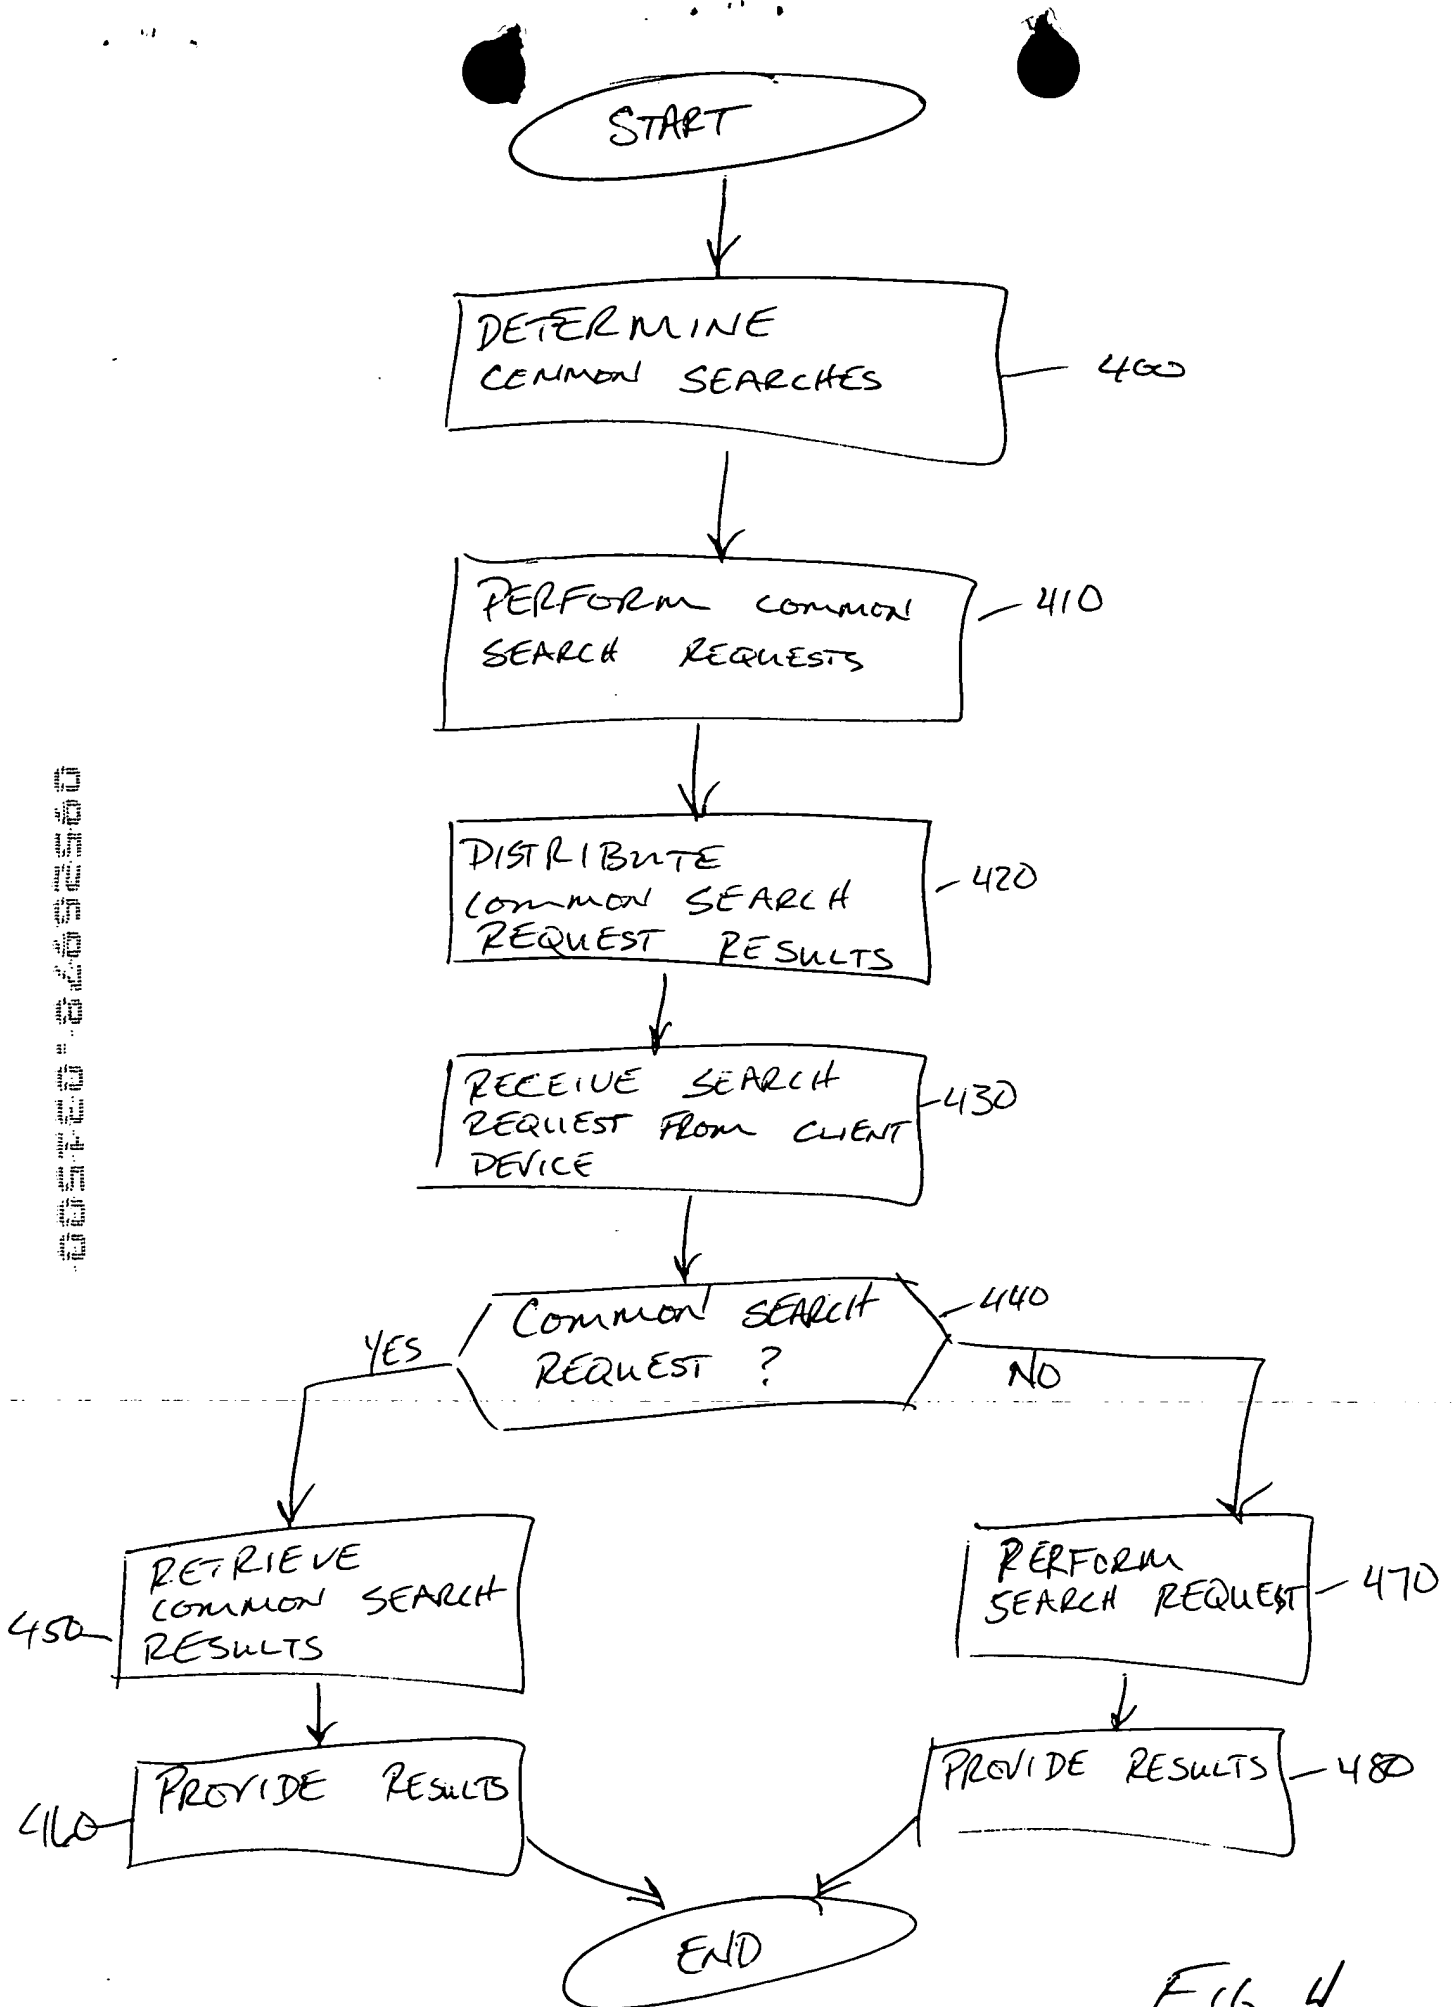 START
DETERMINE
COMMON SEARCHES
400
PERFORM COMMON
SEARCH REQUESTS
410
DISTRIBUTE
COMMON SEARCH
REQUEST RESULTS
420
RECEIVE SEARCH
REQUEST FROM CLIENT
DEVICE
430
COMMON SEARCH
REQUEST ?
440
YES
NO
RETRIEVE
COMMON SEARCH
RESULTS
450
PERFORM
SEARCH REQUEST
470
PROVIDE RESULTS
460
PROVIDE RESULTS
480
END
FIG 4